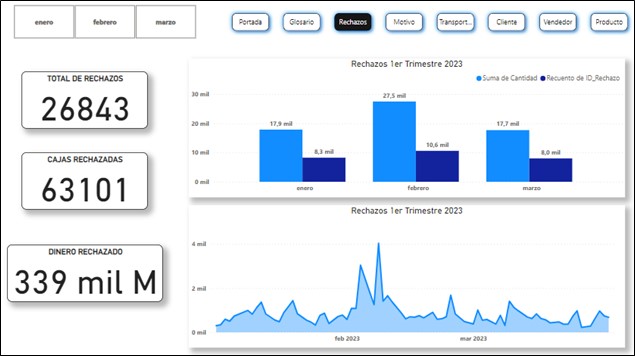 enero febrero marzo
Portada Glosario Rechazos Motivo Transport... Cliente Vendedor Producto
TOTAL DE RECHAZOS
26843
CAJAS RECHAZADAS
63101
DINERO RECHAZADO
339 mil M
Rechazos 1er Trimestre 2023
Suma de Cantidad Recuento de ID_Rechazo
30 mil
20 mil
10 mil
0 mil
17,9 mil
8,3 mil
27,5 mil
10,6 mil
17,7 mil
8,0 mil
enero febrero marzo
Rechazos 1er Trimestre 2023
4 mil
2 mil
0 mil
feb 2023 mar 2023